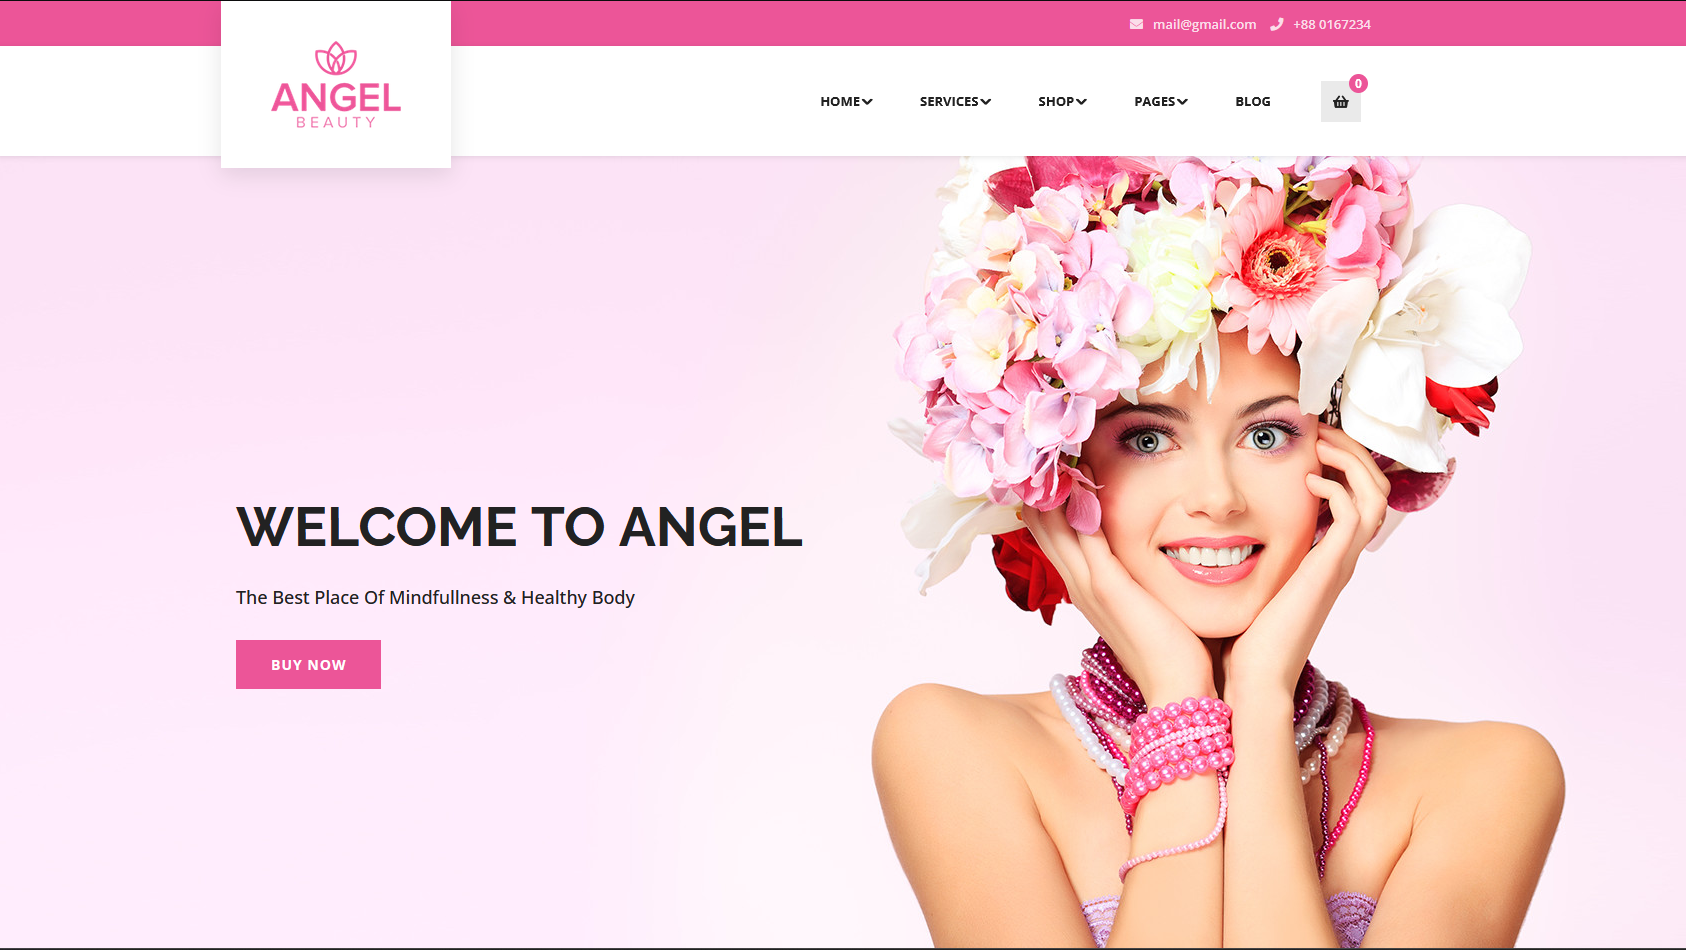 mail@gmail.com +88 0167234
ANGEL
BEAUTY
HOME SERVICES SHOP PAGES BLOG
0
WELCOME TO ANGEL
The Best Place Of Mindfullness & Healthy Body
BUY NOW